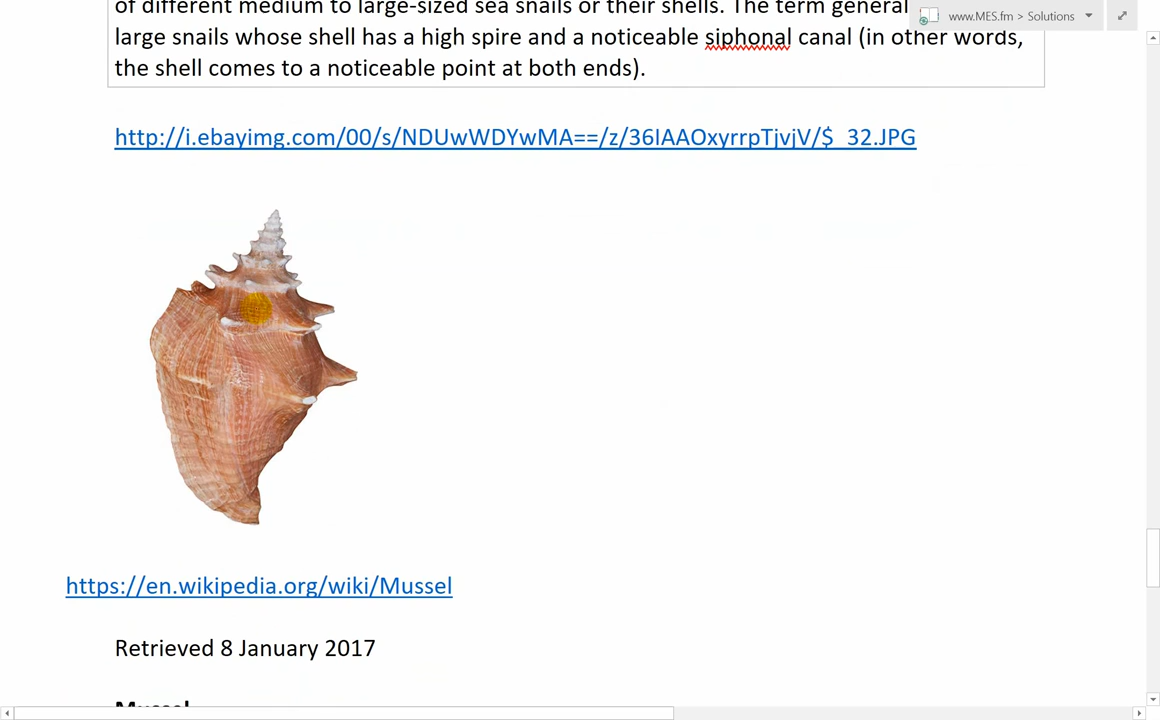 of different medium to large-sized sea snails or their shells. The term general
www.MES.fm > Solutions
large snails whose shell has a high spire and a noticeable siphonal canal (in other words,
the shell comes to a noticeable point at both ends).
http://i.ebayimg.com/00/s/NDUwWDYwMA==/z/36IAAOxyrrpTjvjV/$_32.JPG
https://en.wikipedia.org/wiki/Mussel
Retrieved 8 January 2017
Mussel